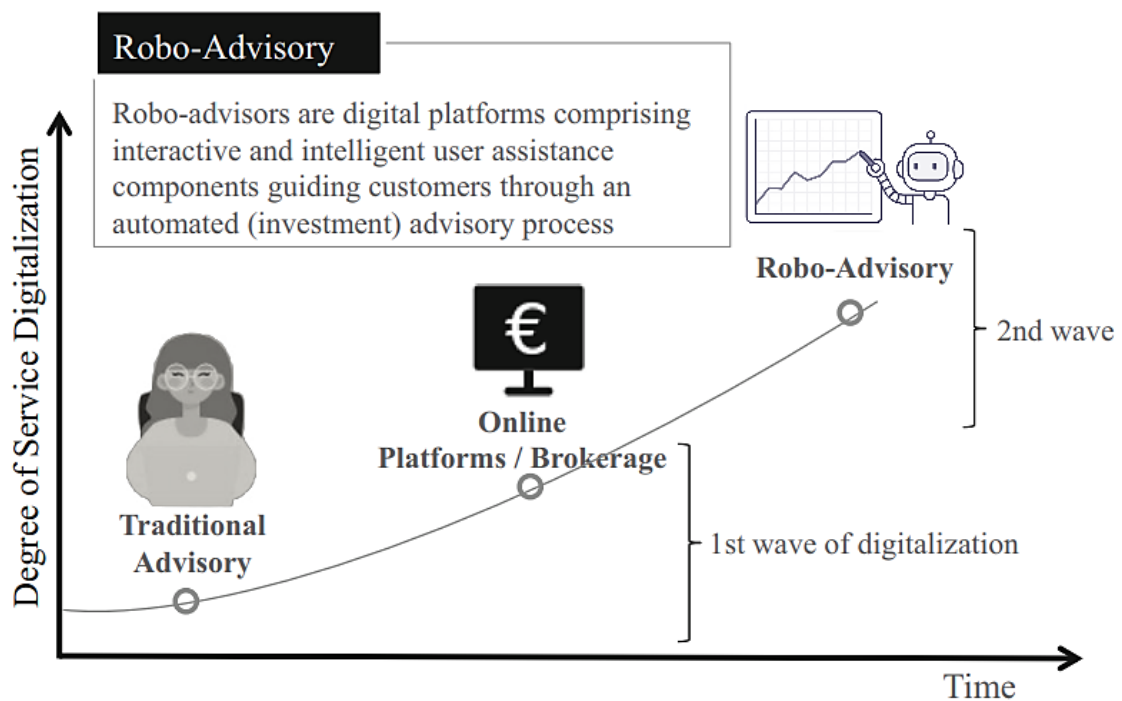 Robo-Advisory
Robo-advisors are digital platforms comprising
interactive and intelligent user assistance
components guiding customers through an
automated (investment) advisory process
Degree of Service Digitalization
€
Robo-Advisory
2nd wave
Online
Platforms / Brokerage
Traditional
Advisory
1st wave of digitalization
Time